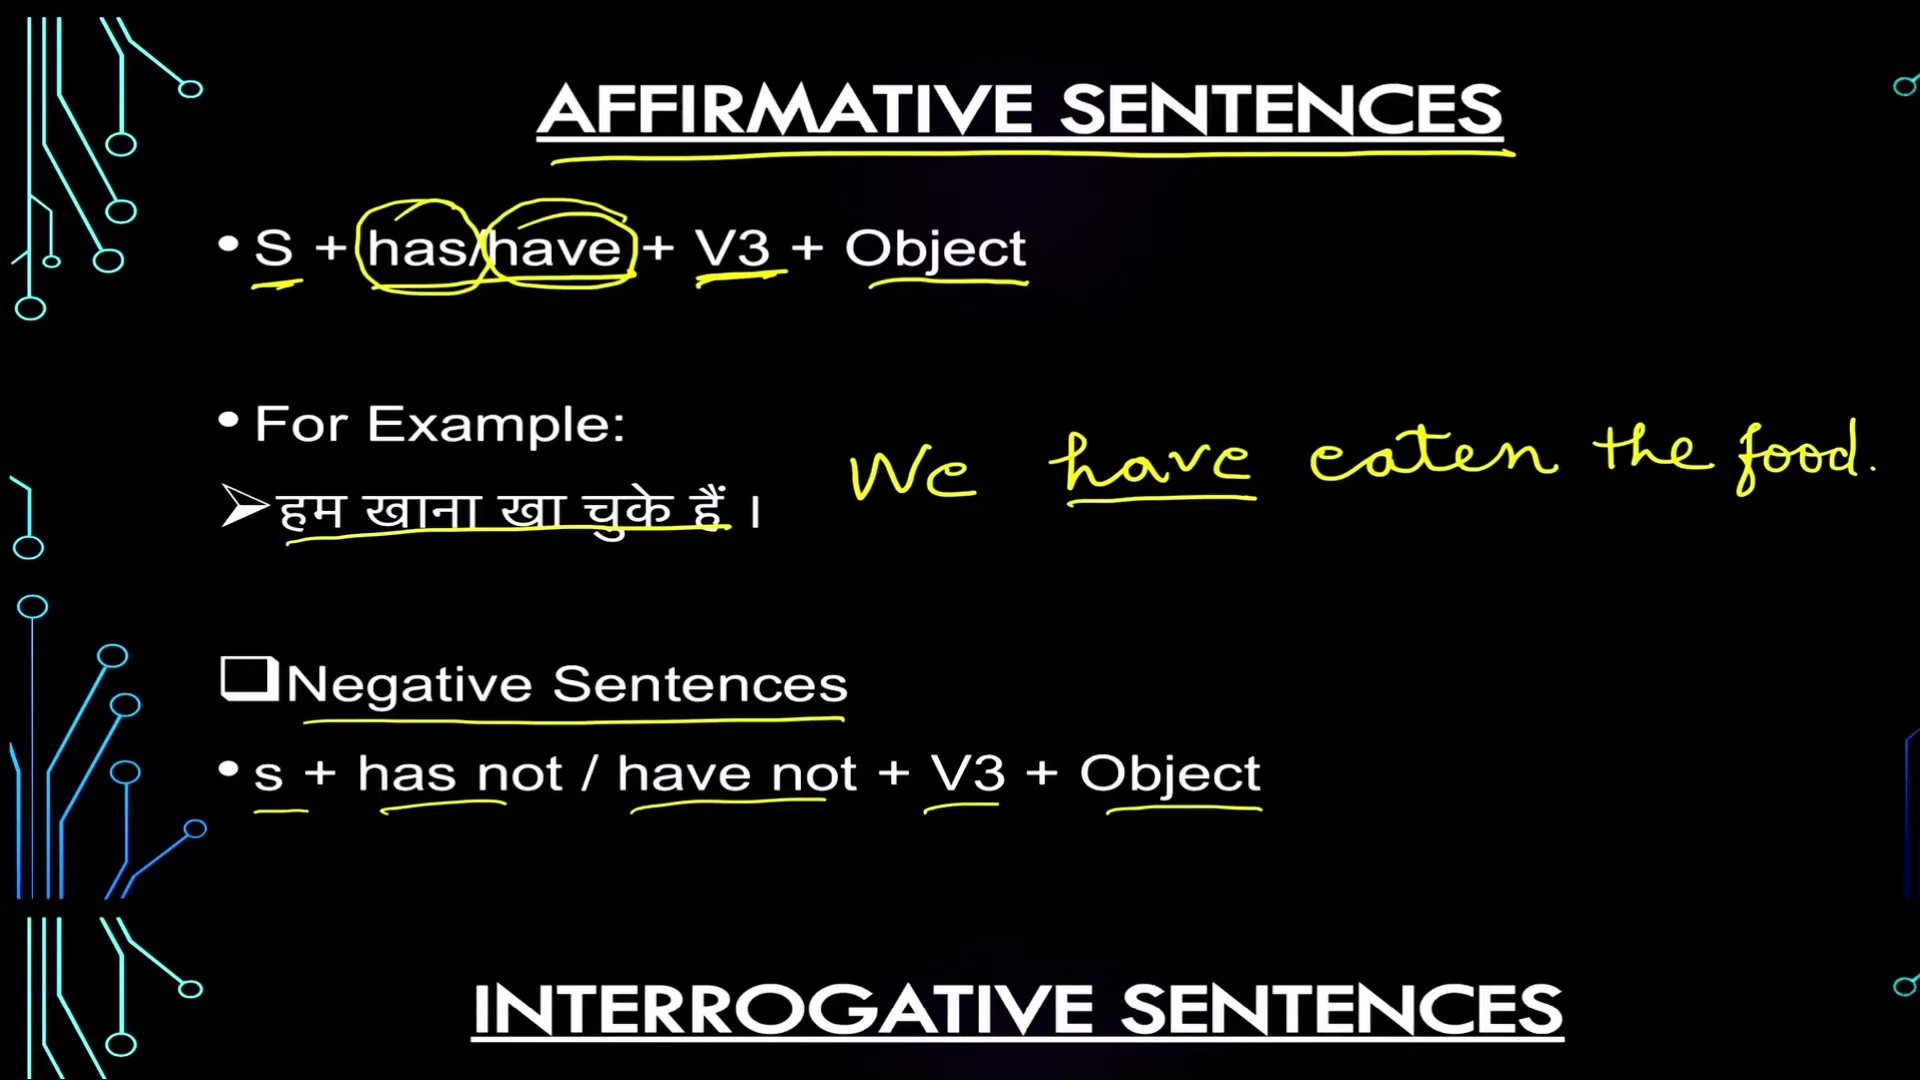 AFFIRMATIVE SENTENCES
• S + has/have + V3 + Object
• For Example:
We have eaten the food.
➢हम खाना खा चुके हैं ।
❑Negative Sentences
• s + has not / have not + V3 + Object
INTERROGATIVE SENTENCES